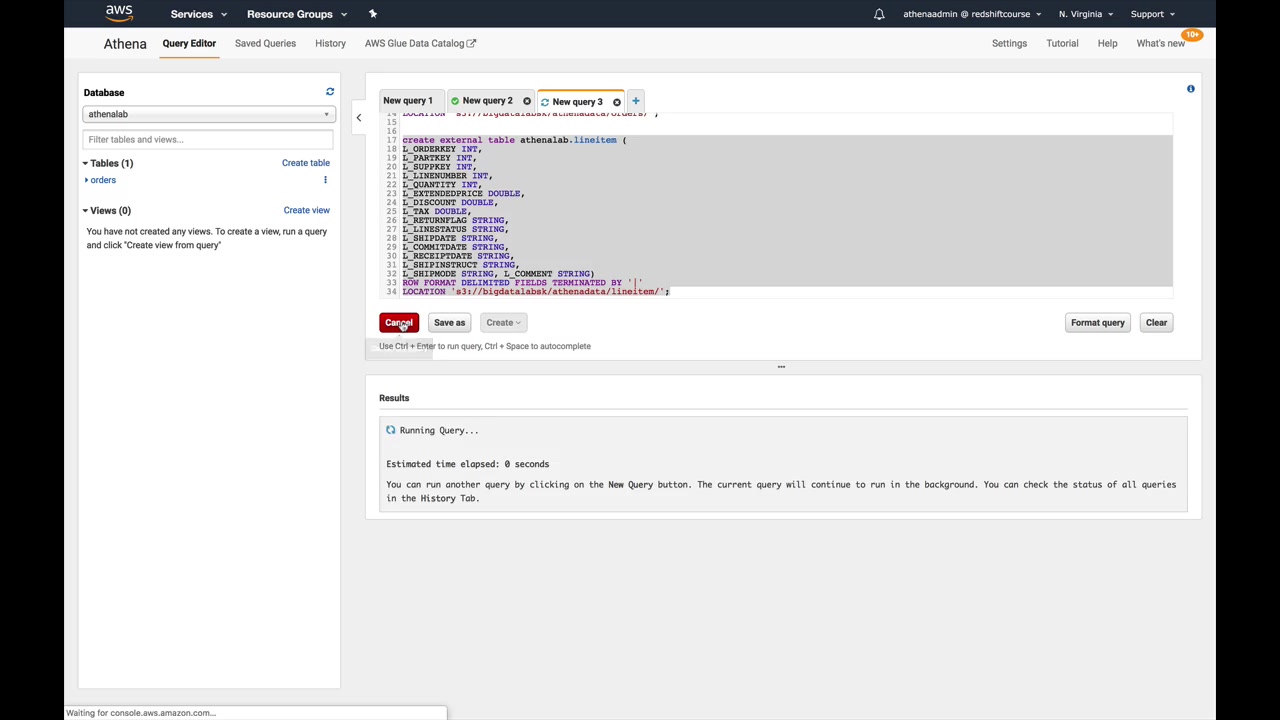 aws
Services
Resource Groups
athenaadmin @ redshiftcourse
N. Virginia
Support
Athena
Query Editor
Saved Queries
History
AWS Glue Data Catalog
Settings
Tutorial
Help
What's new
10+
Database
athenalab
Filter tables and views...
Tables (1)
Create table
orders
Views (0)
Create view
You have not created any views. To create a view, run a query
and click "Create view from query"
New query 1
New query 2
New query 3
+
14 LOCATION 's3://bigdatalabsk/athenadata/orders/';
15
16
17 create external table athenalab.lineitem (
18 L_ORDERKEY INT,
19 L_PARTKEY INT,
20 L_SUPPKEY INT,
21 L_LINENUMBER INT,
22 L_QUANTITY INT,
23 L_EXTENDEDPRICE DOUBLE,
24 L_DISCOUNT DOUBLE,
25 L_TAX DOUBLE,
26 L_RETURNFLAG STRING,
27 L_LINESTATUS STRING,
28 L_SHIPDATE STRING,
29 L_COMMITDATE STRING,
30 L_RECEIPTDATE STRING,
31 L_SHIPINSTRUCT STRING,
32 L_SHIPMODE STRING, L_COMMENT STRING)
33 ROW FORMAT DELIMITED FIELDS TERMINATED BY '|'
34 LOCATION 's3://bigdatalabsk/athenadata/lineitem/';
Cancel
Save as
Create
Format query
Clear
Use Ctrl + Enter to run query, Ctrl + Space to autocomplete
Results
Running Query...
Estimated time elapsed: 0 seconds
You can run another query by clicking on the New Query button. The current query will continue to run in the background. You can check the status of all queries
in the History Tab.
Waiting for console.aws.amazon.com...